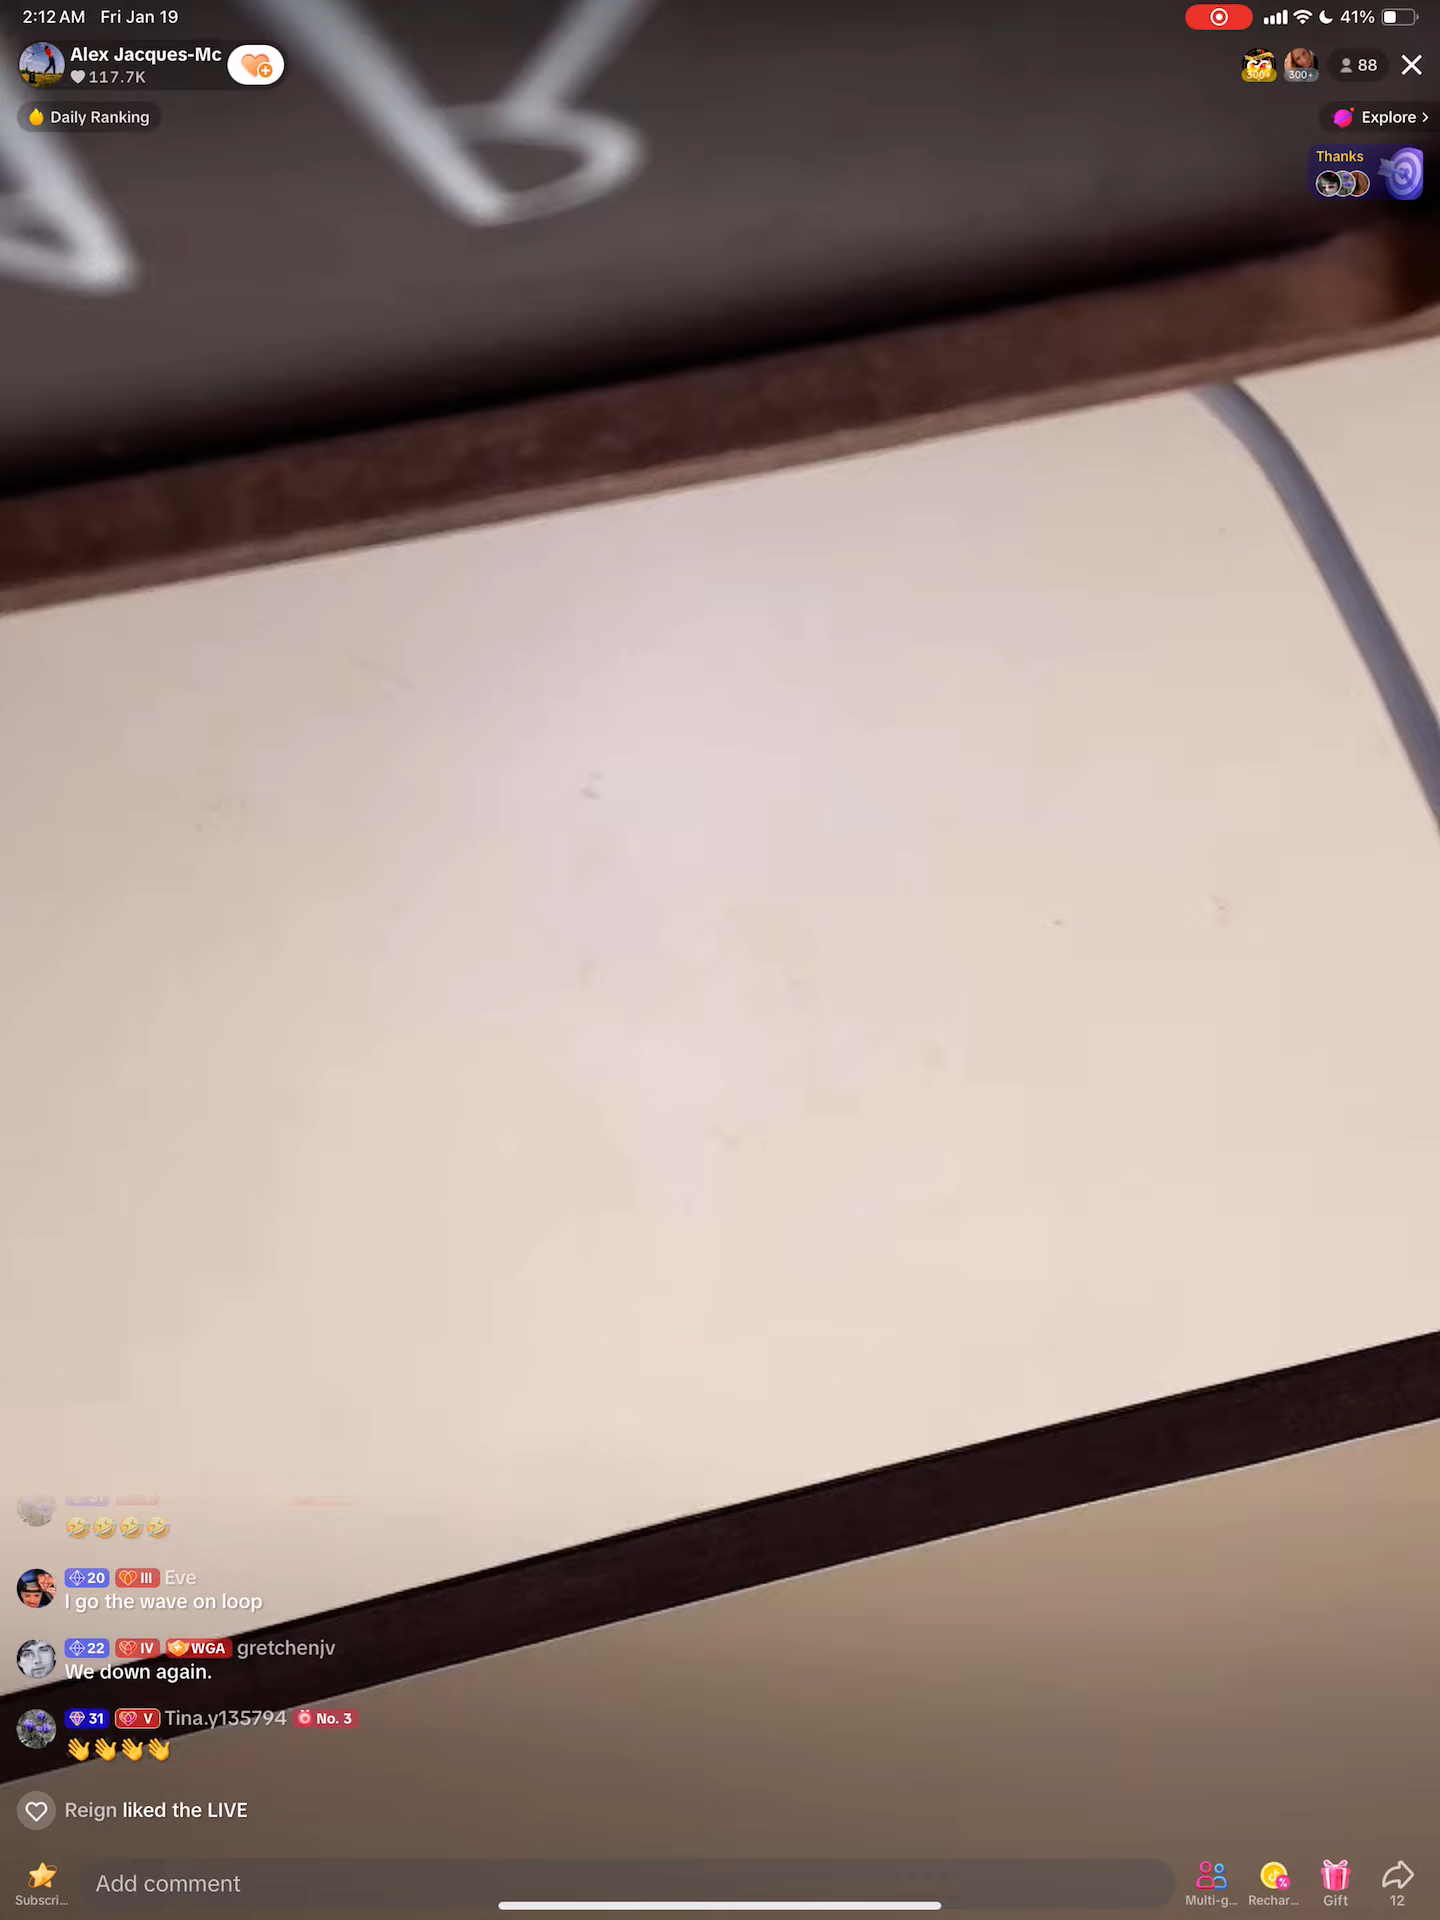 2:12 AM Fri Jan 19
41%
Alex Jacques-Mc
117.7K
300+
300+
88
Daily Ranking
Explore >
Thanks
20 III Eve
I go the wave on loop
22 IV WGA gretchenjv
We down again.
31 V Tina.y135794 No. 3
👋👋👋👋
Reign liked the LIVE
Subscri...
Add comment
Multi-g...
Rechar...
Gift
12